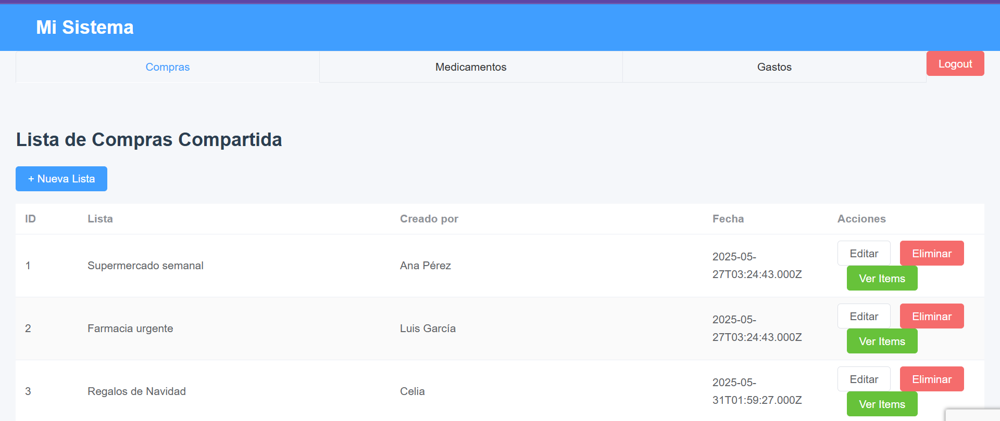 Mi Sistema
Compras Medicamentos Gastos Logout
Lista de Compras Compartida
+ Nueva Lista
ID Lista Creado por Fecha Acciones
1 Supermercado semanal Ana Pérez 2025-05-
27T03:24:43.000Z Editar Eliminar
Ver Items
2 Farmacia urgente Luis García 2025-05-
27T03:24:43.000Z Editar Eliminar
Ver Items
3 Regalos de Navidad Celia 2025-05-
31T01:59:27.000Z Editar Eliminar
Ver Items